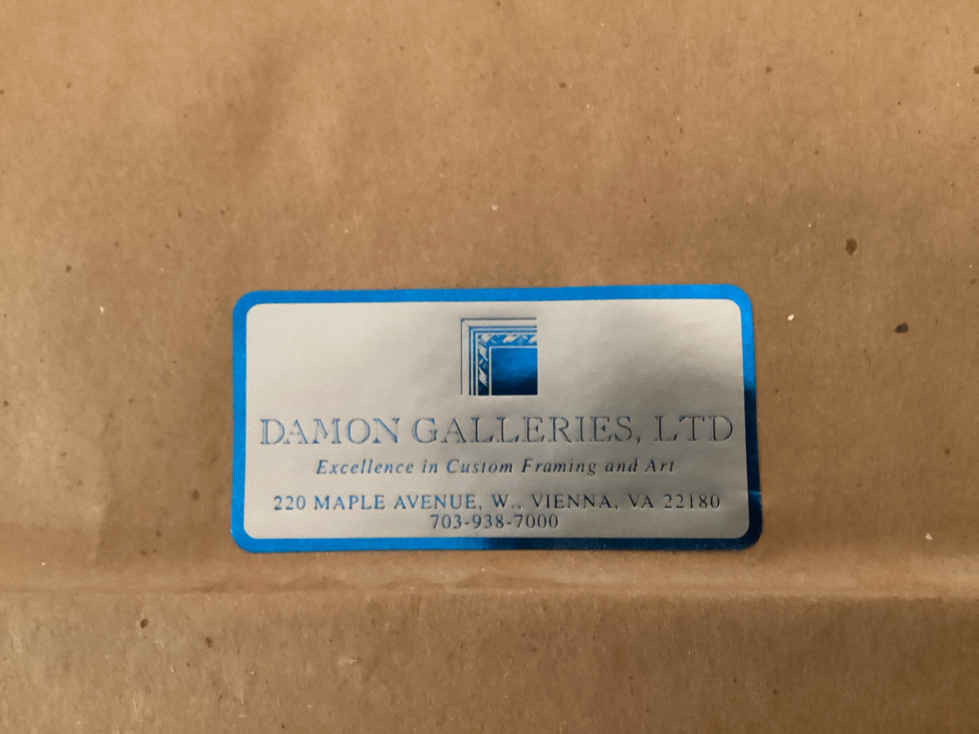 DAMON GALLERIES, LTD
Excellence in Custom Framing and Art
220 MAPLE AVENUE, W., VIENNA, VA 22180
703-938-7000